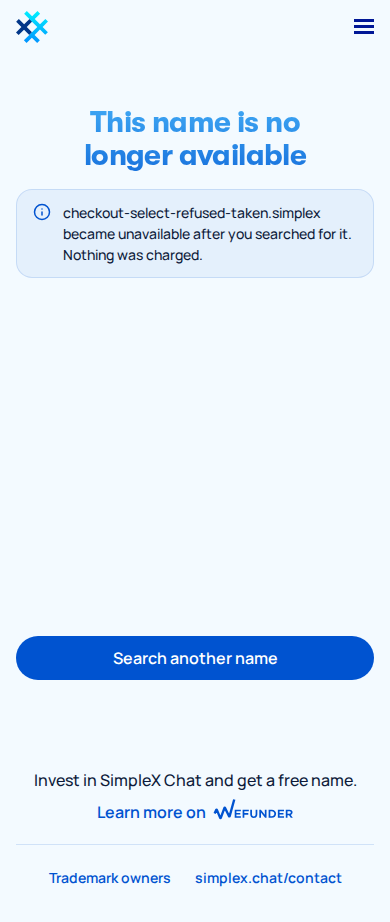 This name is no
longer available
checkout-select-refused-taken.simplex
became unavailable after you searched for it.
Nothing was charged.
Search another name
Invest in SimpleX Chat and get a free name.
Learn more on WEFUNDER
Trademark owners simplex.chat/contact